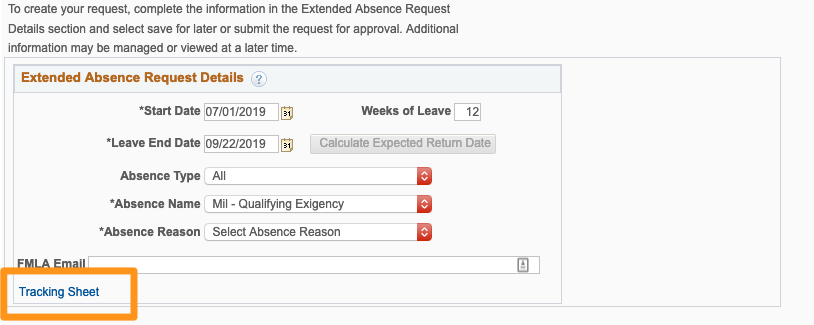 To create your request, complete the information in the Extended Absence Request
Details section and select save for later or submit the request for approval. Additional
information may be managed or viewed at a later time.
Extended Absence Request Details ?
*Start Date 07/01/2019 31 Weeks of Leave 12
*Leave End Date 09/22/2019 31 Calculate Expected Return Date
Absence Type All
*Absence Name Mil - Qualifying Exigency
*Absence Reason Select Absence Reason
FMLA Email
Tracking Sheet